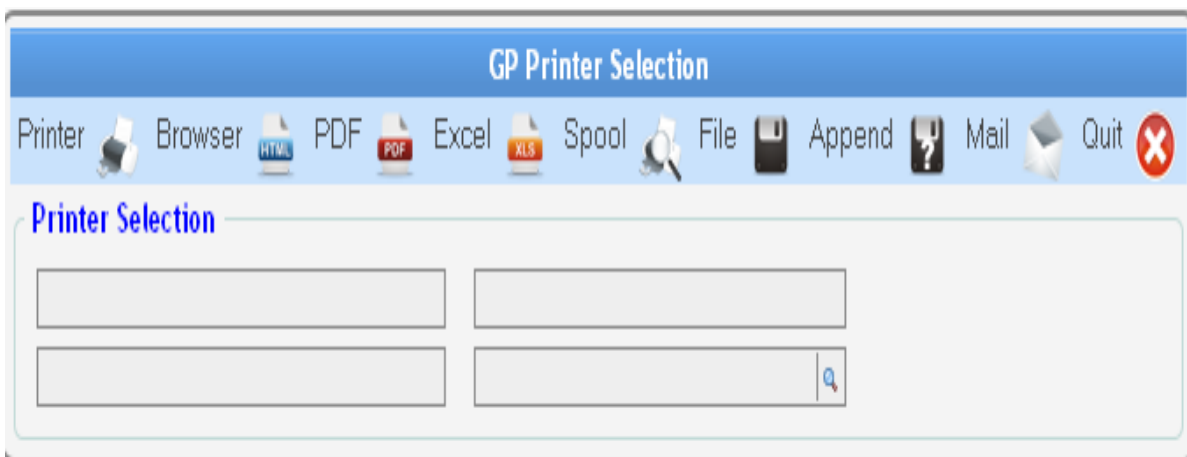 GP Printer Selection
Printer Browser HTML PDF PDF Excel XLS Spool File Append ? Mail Quit
Printer Selection